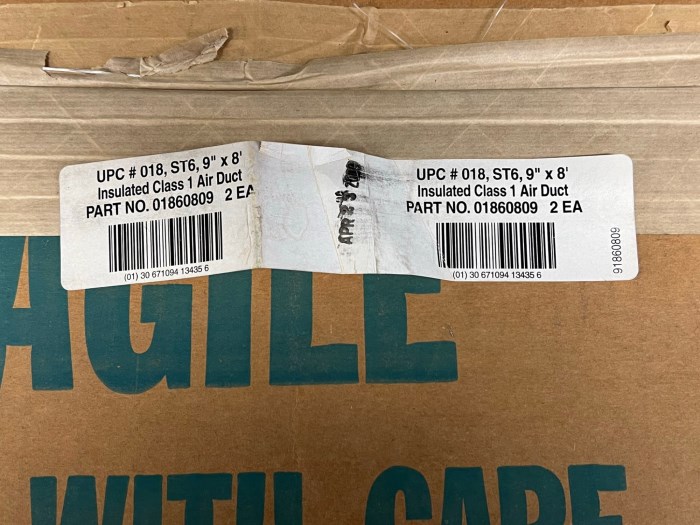 UPC # 018, ST6, 9" x 8'
Insulated Class 1 Air Duct
PART NO. 01860809 2 EA
(01) 30 671094 13435 6
APR
UPC # 018, ST6, 9" x 8'
Insulated Class 1 Air Duct
PART NO. 01860809 2 EA
(01) 30 671094 13435 6
91860809
AGILE
WITH CARE